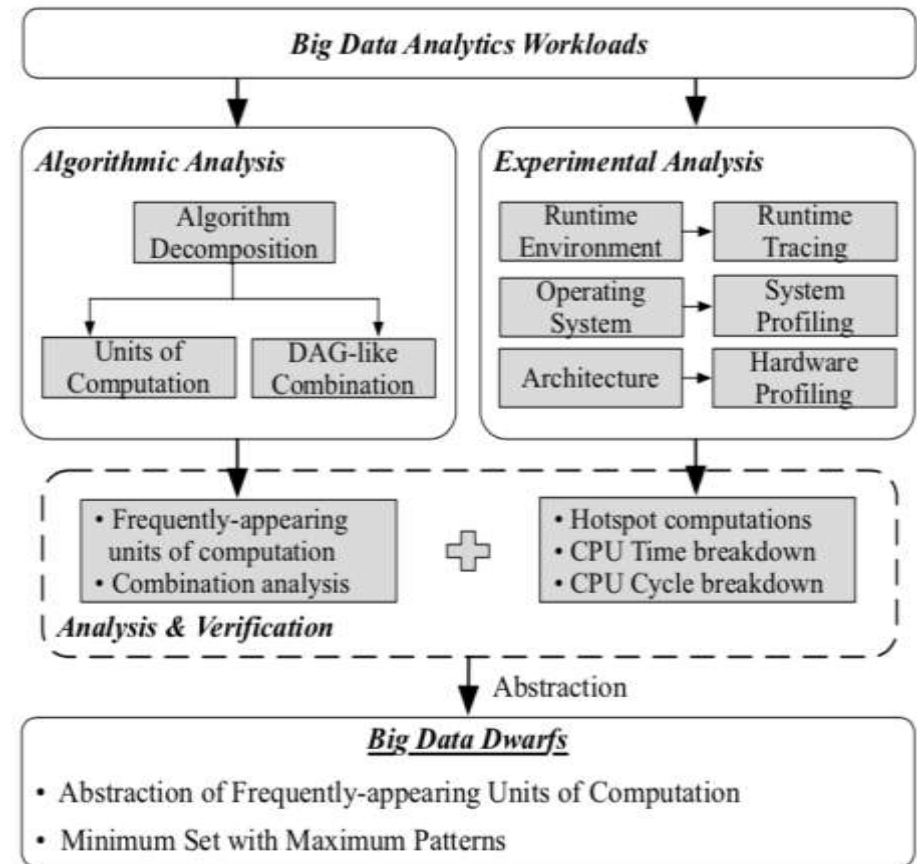 Big Data Analytics Workloads
Algorithmic Analysis
Algorithm
Decomposition
Units of
Computation
DAG-like
Combination
Experimental Analysis
Runtime
Environment
Runtime
Tracing
Operating
System
System
Profiling
Architecture
Hardware
Profiling
• Frequently-appearing
units of computation
• Combination analysis
• Hotspot computations
• CPU Time breakdown
• CPU Cycle breakdown
Analysis & Verification
Abstraction
Big Data Dwarfs
• Abstraction of Frequently-appearing Units of Computation
• Minimum Set with Maximum Patterns